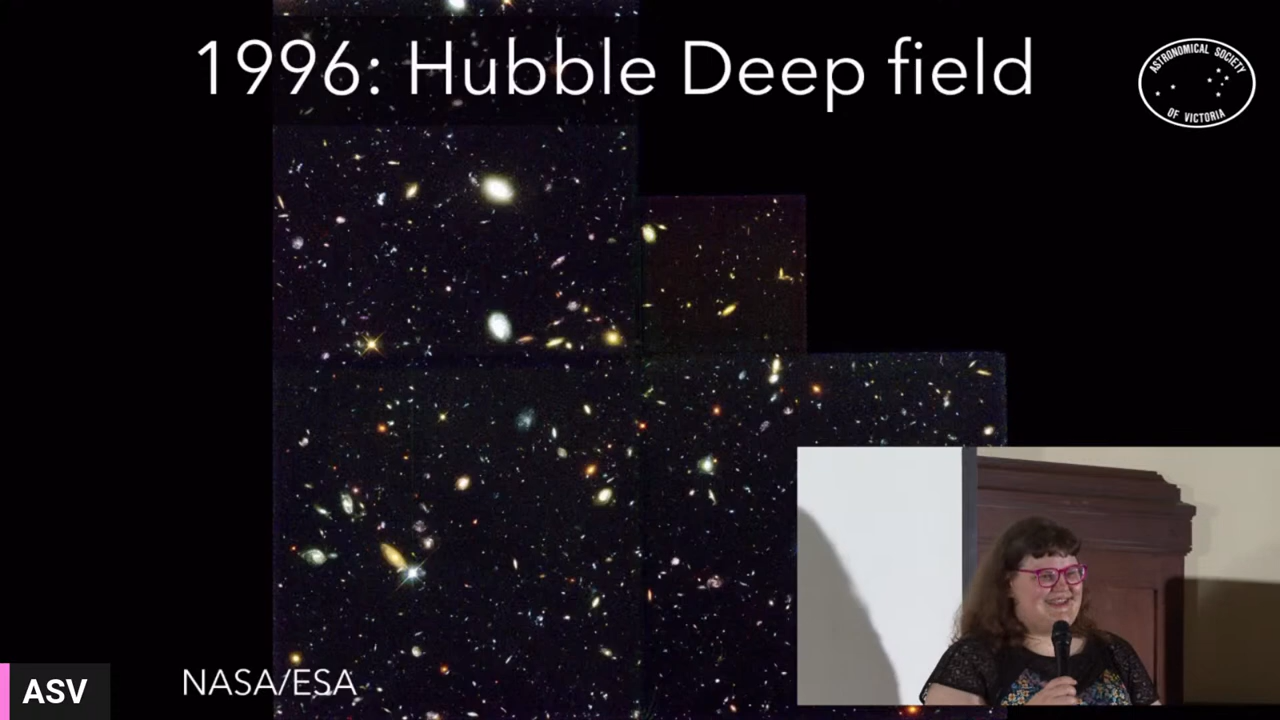 1996: Hubble Deep field
ASTRONOMICAL SOCIETY
OF VICTORIA
NASA/ESA
ASV